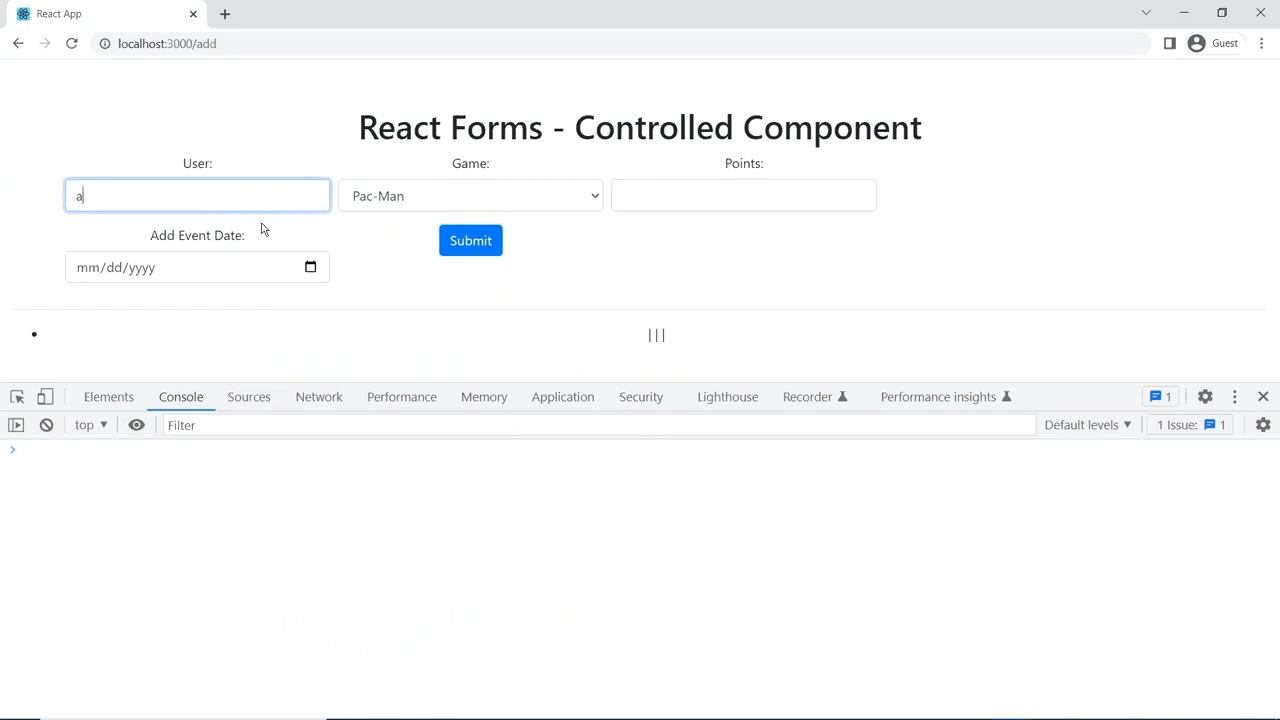 React App
localhost:3000/add
Guest
React Forms - Controlled Component
User:
Game:
Points:
a
Pac-Man
Add Event Date:
Submit
mm/dd/yyyy
• | | |
Elements
Console
Sources
Network
Performance
Memory
Application
Security
Lighthouse
Recorder
Performance insights
1
top
Filter
Default levels
1 Issue:
1